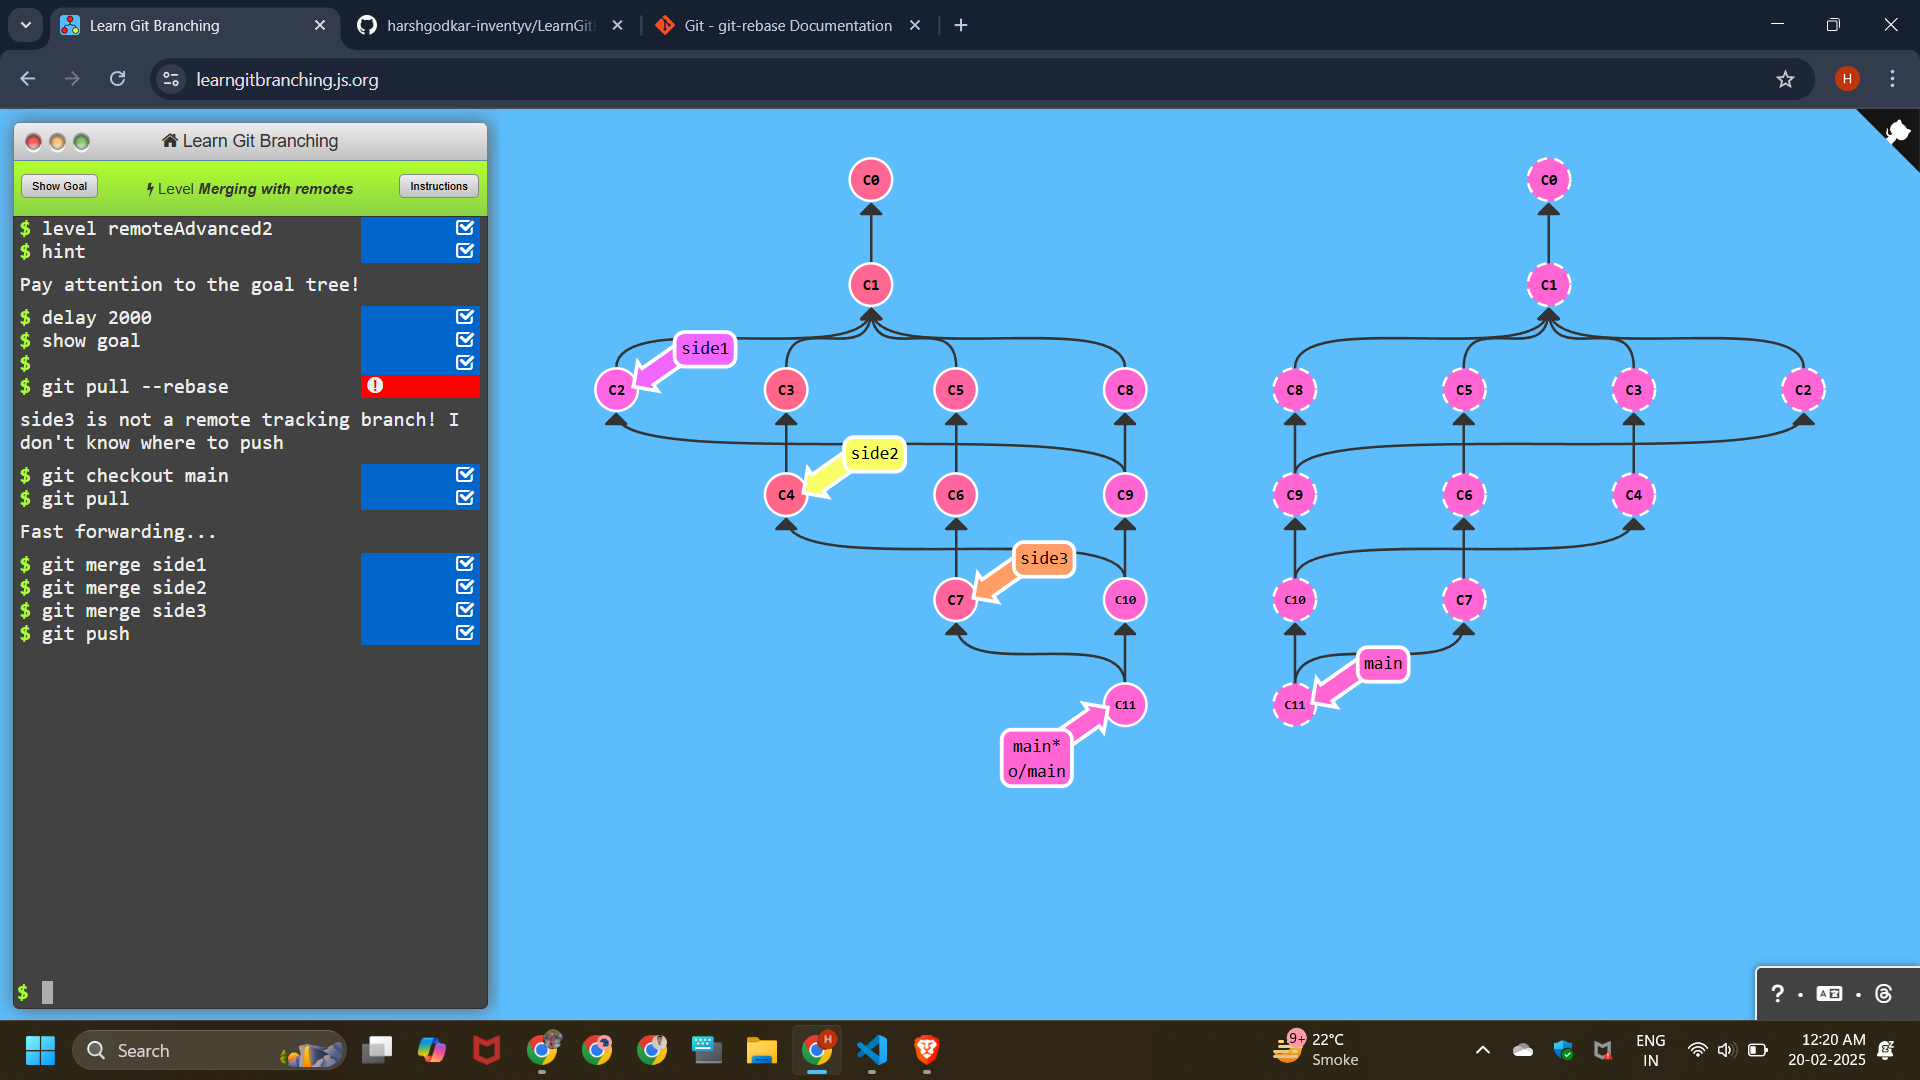 Learn Git Branching
harshgodkar-inventyv/LearnGit
Git - git-rebase Documentation
learngitbranching.js.org
H
Learn Git Branching
Show Goal
Level Merging with remotes
Instructions
$ level remoteAdvanced2
$ hint
Pay attention to the goal tree!
$ delay 2000
$ show goal
$
$ git pull --rebase
side3 is not a remote tracking branch! I
don't know where to push
$ git checkout main
$ git pull
Fast forwarding...
$ git merge side1
$ git merge side2
$ git merge side3
$ git push
$
C0
C1
side1
C2
C3
C5
C8
side2
C4
C6
C9
side3
C7
C10
C11
main*
o/main
C0
C1
C8
C5
C3
C2
C9
C6
C4
C10
C7
main
C11
?
Search
H
9+
22°C
Smoke
ENG
IN
12:20 AM
20-02-2025